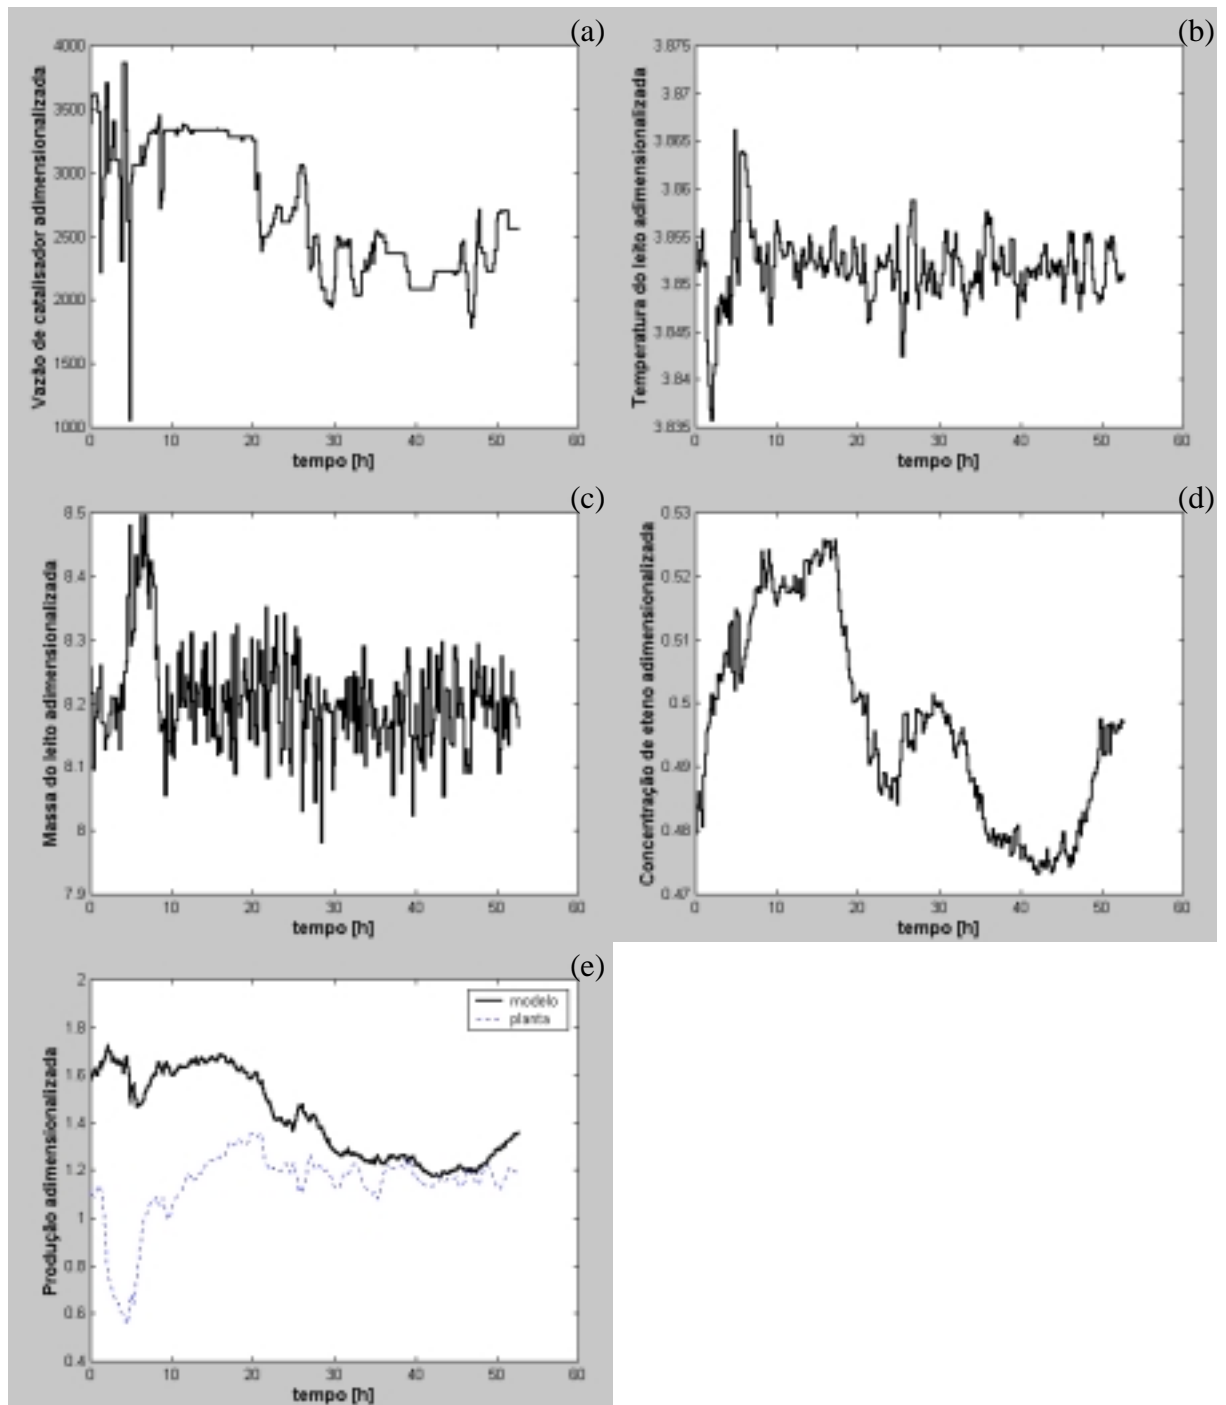 (a)
Vazão de catalisador adimensionalizada
4000
3500
3000
2500
2000
1500
1000
0 10 20 30 40 50 60
tempo [h]
(b)
Temperatura do leito adimensionalizada
3.875
3.87
3.865
3.86
3.855
3.85
3.845
3.84
3.835
0 10 20 30 40 50 60
tempo [h]
(c)
Massa do leito adimensionalizada
8.5
8.4
8.3
8.2
8.1
8
7.9
0 10 20 30 40 50 60
tempo [h]
(d)
Concentração de eteno adimensionalizada
0.53
0.52
0.51
0.5
0.49
0.48
0.47
0 10 20 30 40 50 60
tempo [h]
(e)
Produção adimensionalizada
2
1.8
1.6
1.4
1.2
1
0.8
0.6
0.4
modelo
planta
0 10 20 30 40 50 60
tempo [h]